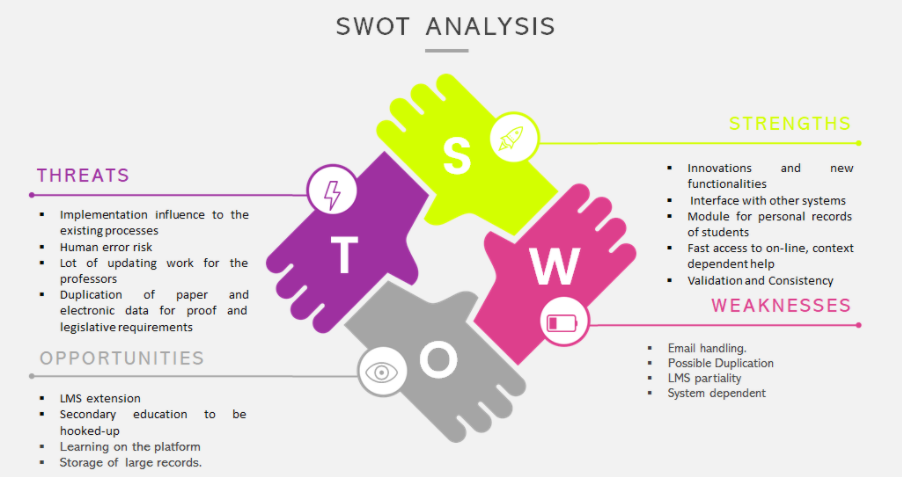 SWOT ANALYSIS
S
W
O
T
STRENGTHS
▪ Innovations and new
functionalities
▪ Interface with other systems
▪ Module for personal records
of students
▪ Fast access to on-line, context
dependent help
▪ Validation and Consistency
WEAKNESSES
▪ Email handling.
▪ Possible Duplication
▪ LMS partiality
▪ System dependent
THREATS
▪ Implementation influence to the
existing processes
▪ Human error risk
▪ Lot of updating work for the
professors
▪ Duplication of paper and
electronic data for proof and
legislative requirements
OPPORTUNITIES
▪ LMS extension
▪ Secondary education to be
hooked-up
▪ Learning on the platform
▪ Storage of large records.